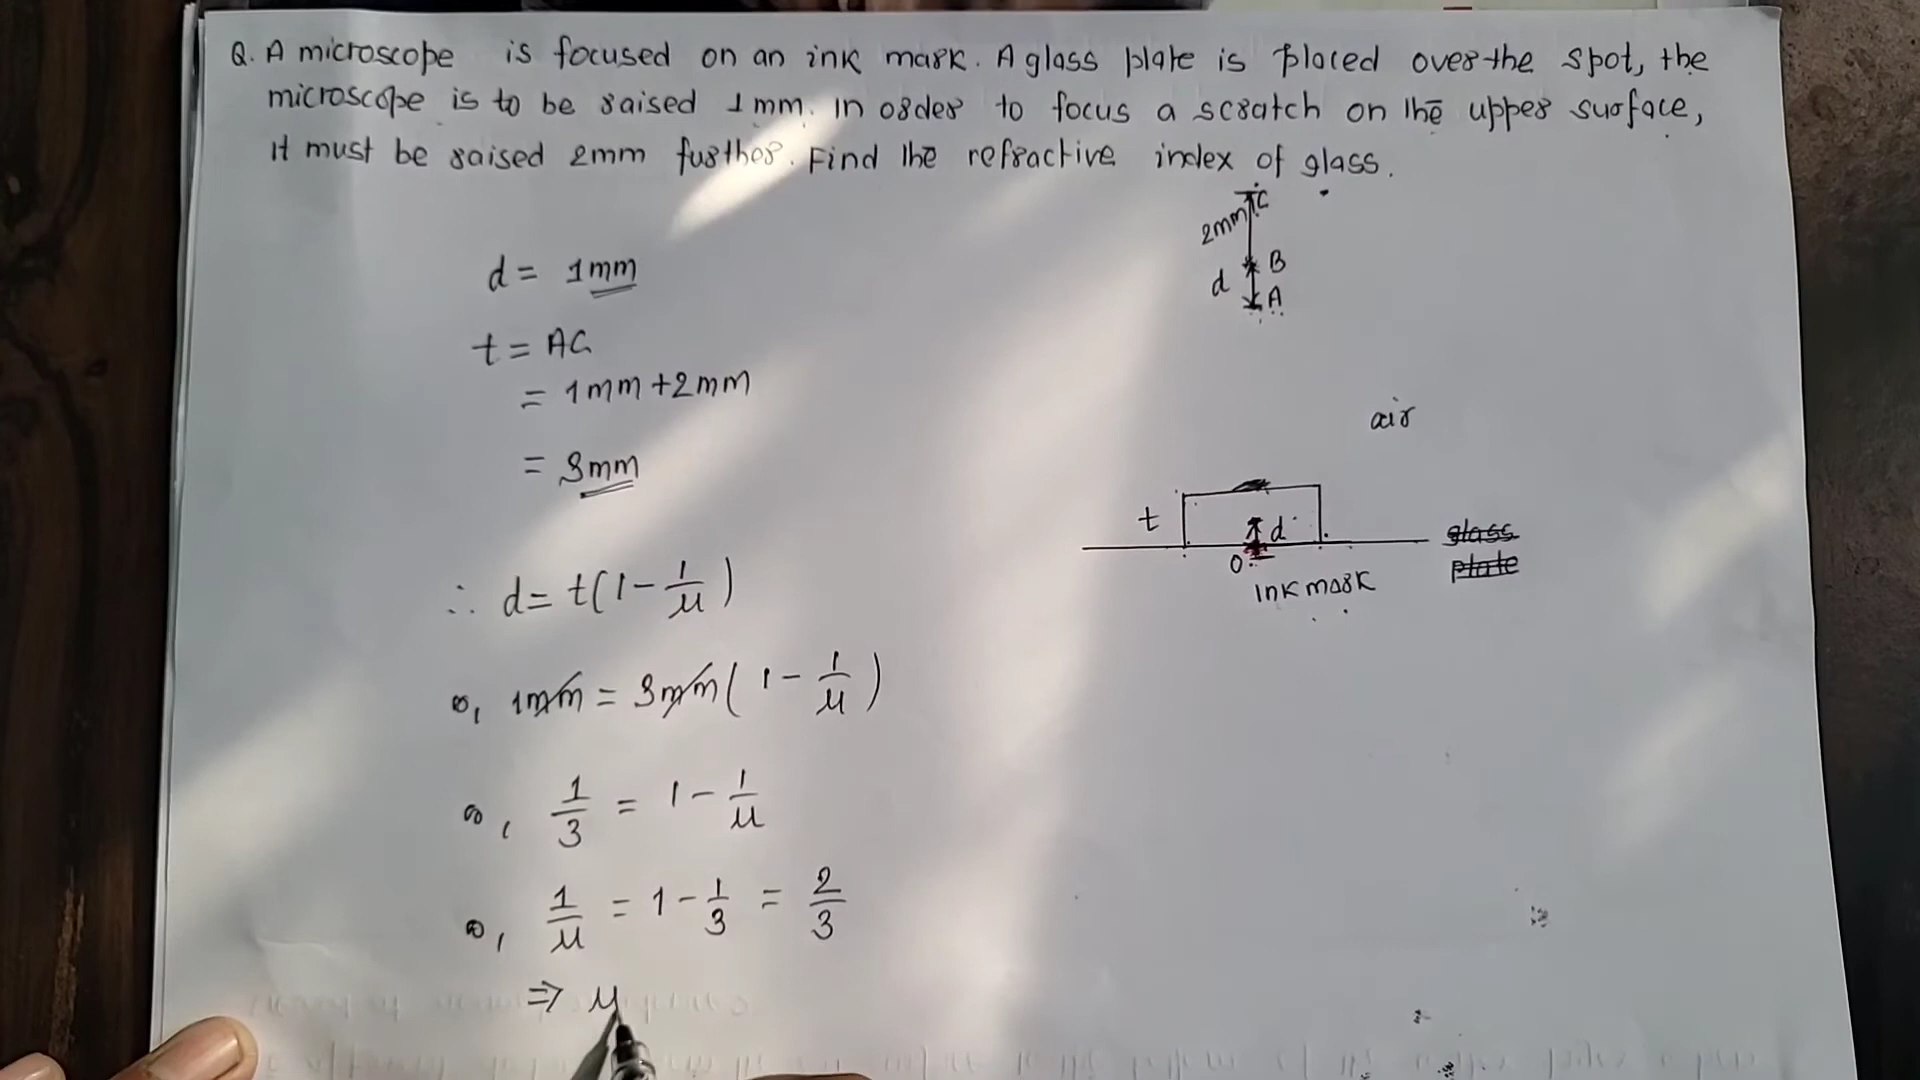 Q. A microscope is focused on an ink mark. A glass plate is placed over the spot, the
microscope is to be raised 1mm. In order to focus a scratch on the upper surface,
it must be raised 2mm further. Find the refractive index of glass.
2mm C
d B
A
d = 1mm
t = AC
= 1mm + 2mm
= 3mm
air
t d
glass
plate
O
Ink mark
∴ d = t(1 - 1/μ)
or, 1mm = 3mm(1 - 1/μ)
or, 1/3 = 1 - 1/μ
or, 1/μ = 1 - 1/3 = 2/3
⇒ μ